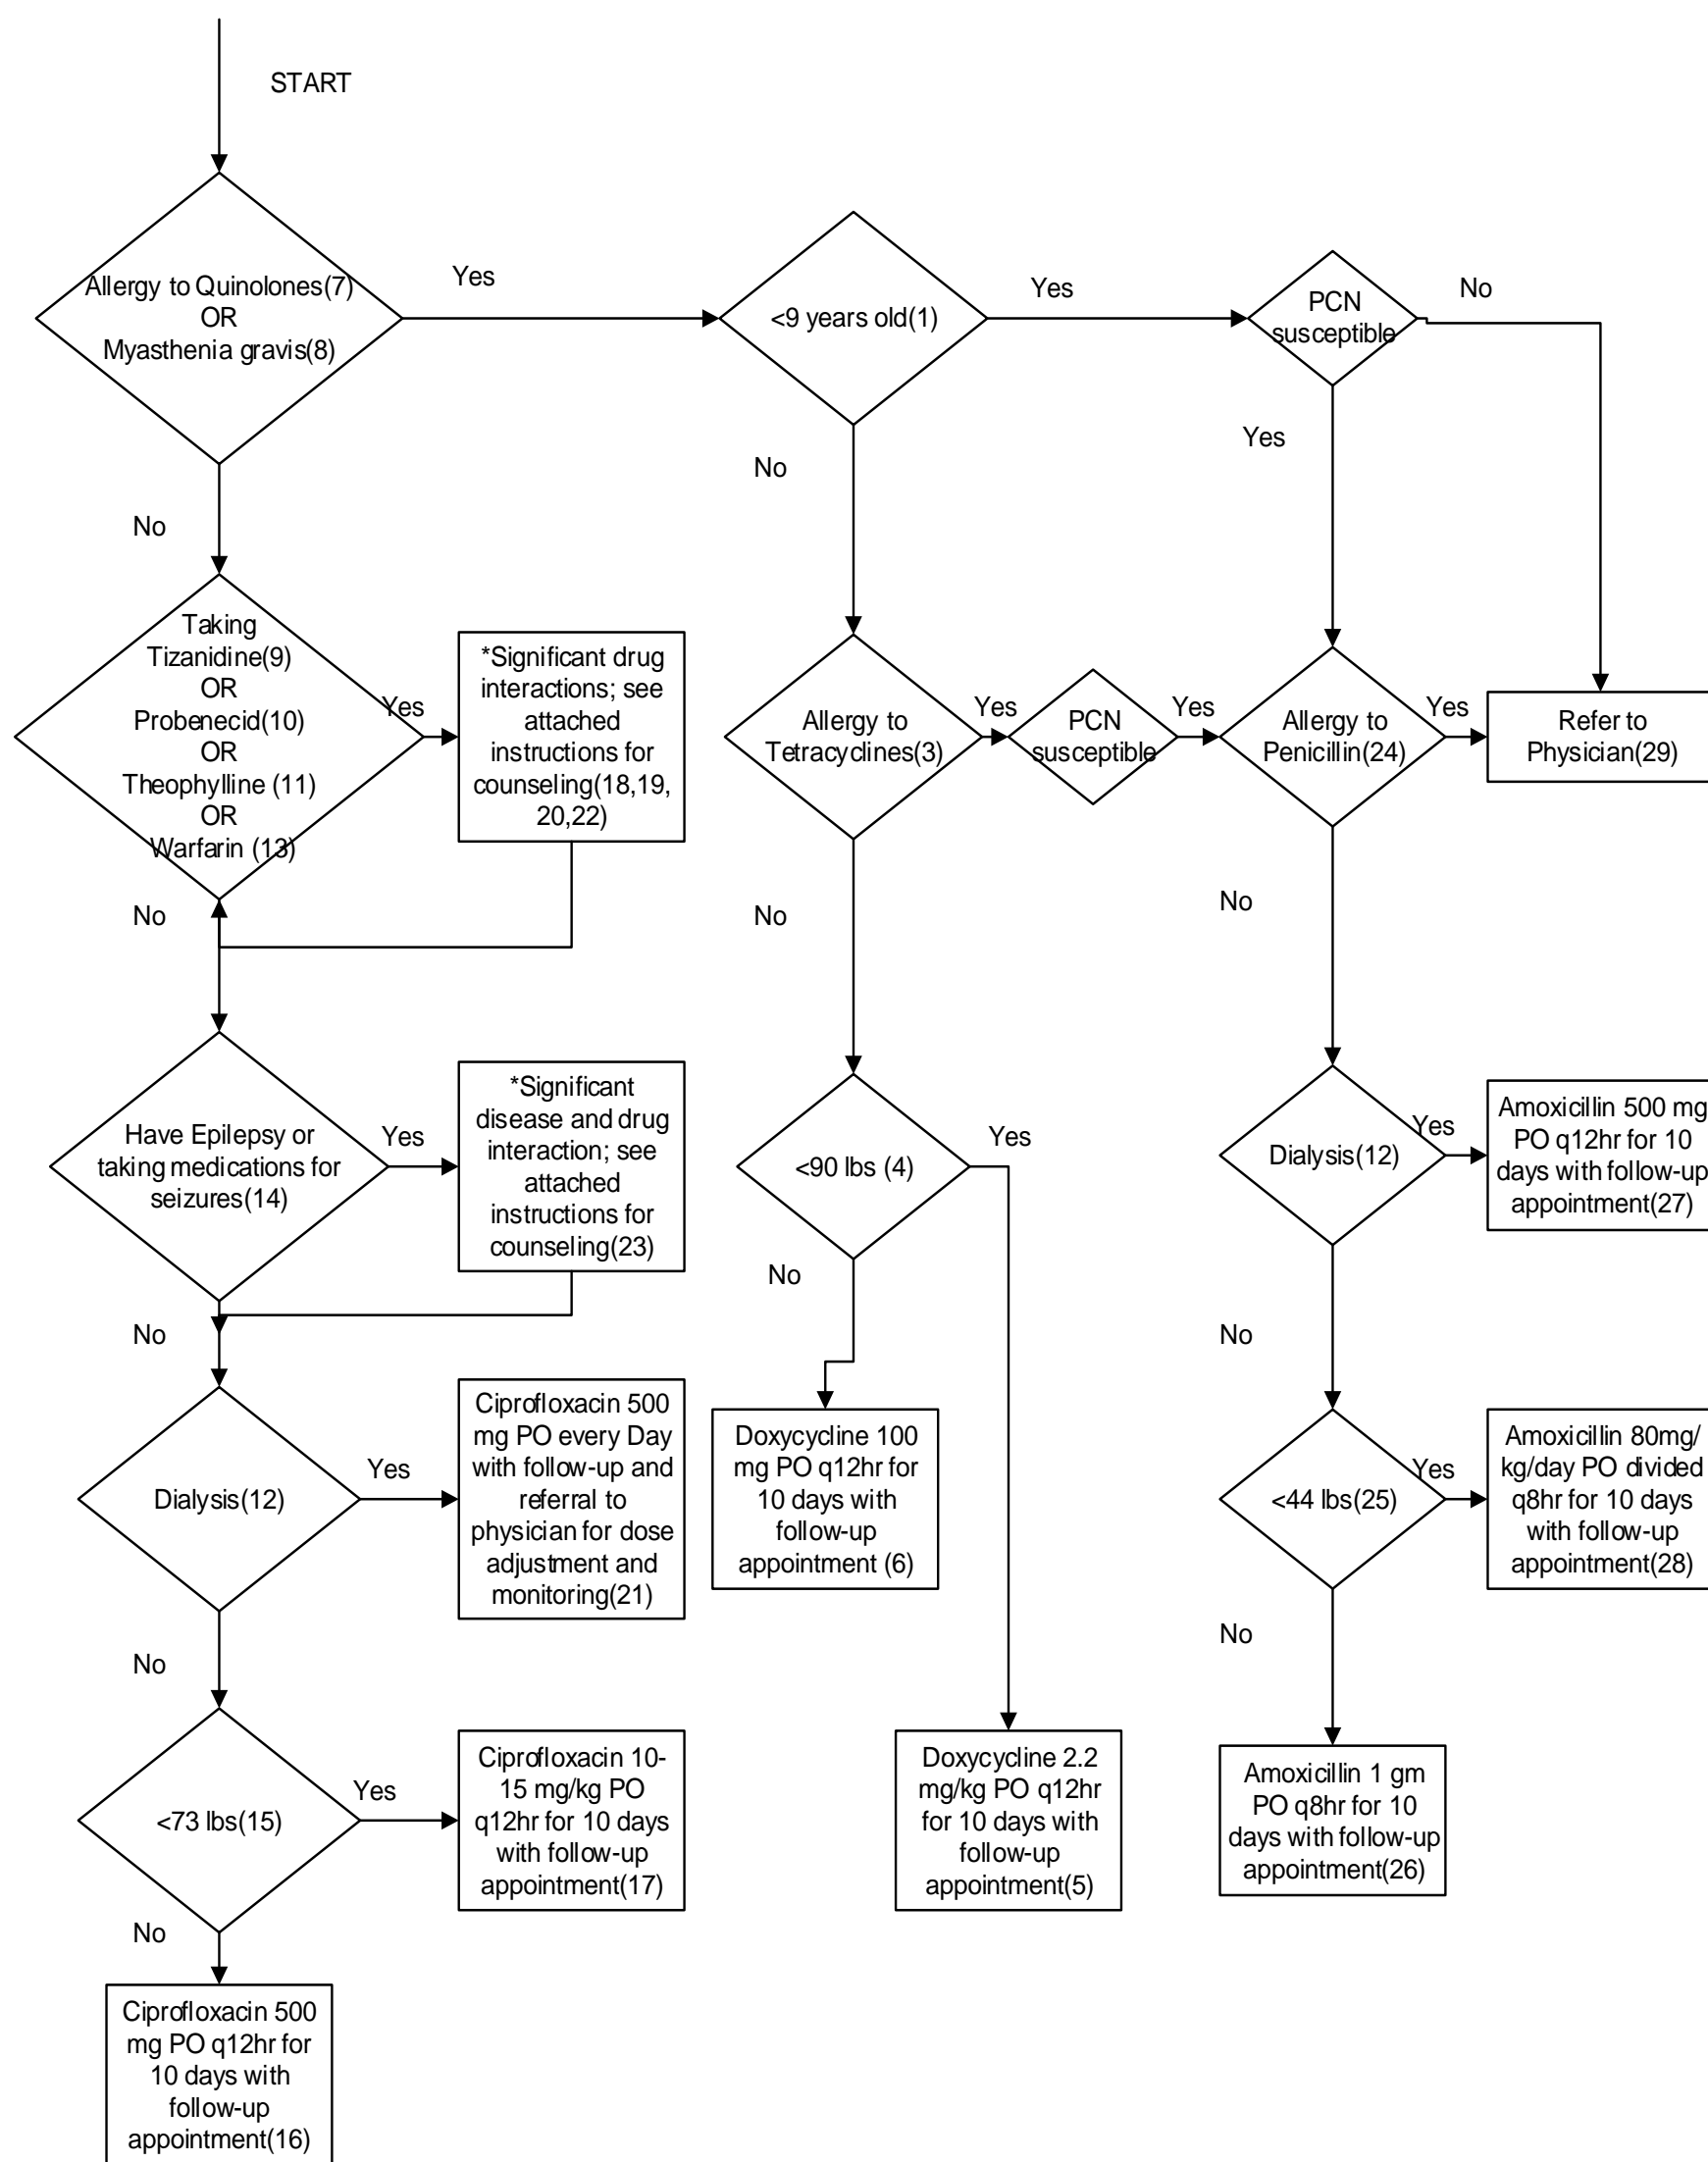 START
Allergy to Quinolones(7)
OR
Myasthenia gravis(8)
Yes
<9 years old(1)
Yes
PCN
susceptible
No
No
No
Yes
Taking
Tizanidine(9)
OR
Probenecid(10)
OR
Theophylline (11)
OR
Warfarin (13)
Yes
*Significant drug
interactions; see
attached
instructions for
counseling(18,19,
20,22)
Allergy to
Tetracyclines(3)
Yes
PCN
susceptible
Yes
Allergy to
Penicillin(24)
Yes
Refer to
Physician(29)
No
No
No
Have Epilepsy or
taking medications for
seizures(14)
Yes
*Significant
disease and drug
interaction; see
attached
instructions for
counseling(23)
<90 lbs (4)
Yes
Dialysis(12)
Yes
Amoxicillin 500 mg
PO q12hr for 10
days with follow-up
appointment(27)
No
No
No
Dialysis(12)
Yes
Ciprofloxacin 500
mg PO every Day
with follow-up and
referral to
physician for dose
adjustment and
monitoring(21)
Doxycycline 100
mg PO q12hr for
10 days with
follow-up
appointment (6)
<44 lbs(25)
Yes
Amoxicillin 80mg/
kg/day PO divided
q8hr for 10 days
with follow-up
appointment(28)
No
No
<73 lbs(15)
Yes
Ciprofloxacin 10-
15 mg/kg PO
q12hr for 10 days
with follow-up
appointment(17)
Doxycycline 2.2
mg/kg PO q12hr
for 10 days with
follow-up
appointment(5)
Amoxicillin 1 gm
PO q8hr for 10
days with follow-up
appointment(26)
No
Ciprofloxacin 500
mg PO q12hr for
10 days with
follow-up
appointment(16)